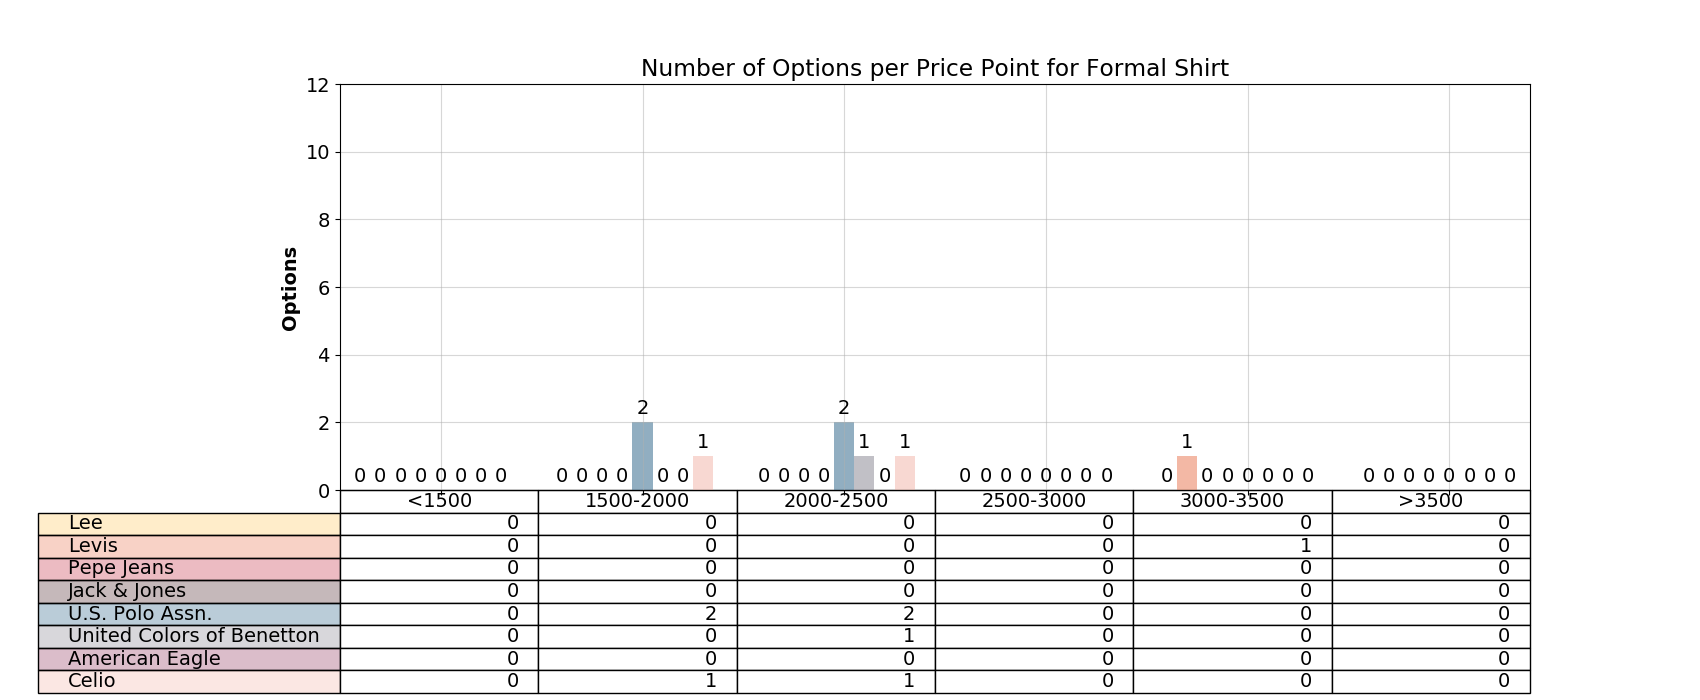 Number of Options per Price Point for Formal Shirt
12
10
8
6
4
2
0
Options
2 2
1 1 1 1
0 0 0 0 0 0 0 0 0 0 0 0 0 0 0 0 0 0 0 0 0 0 0 0 0 0 0 0 0 0 0 0 0 0 0 0 0 0 0 0 0 0
<1500 1500-2000 2000-2500 2500-3000 3000-3500 >3500
Lee 0 0 0 0 0 0
Levis 0 0 0 0 1 0
Pepe Jeans 0 0 0 0 0 0
Jack & Jones 0 0 0 0 0 0
U.S. Polo Assn. 0 2 2 0 0 0
United Colors of Benetton 0 0 1 0 0 0
American Eagle 0 0 0 0 0 0
Celio 0 1 1 0 0 0